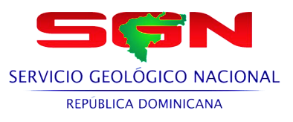 SGN
SERVICIO GEOLÓGICO NACIONAL
REPÚBLICA DOMINICANA